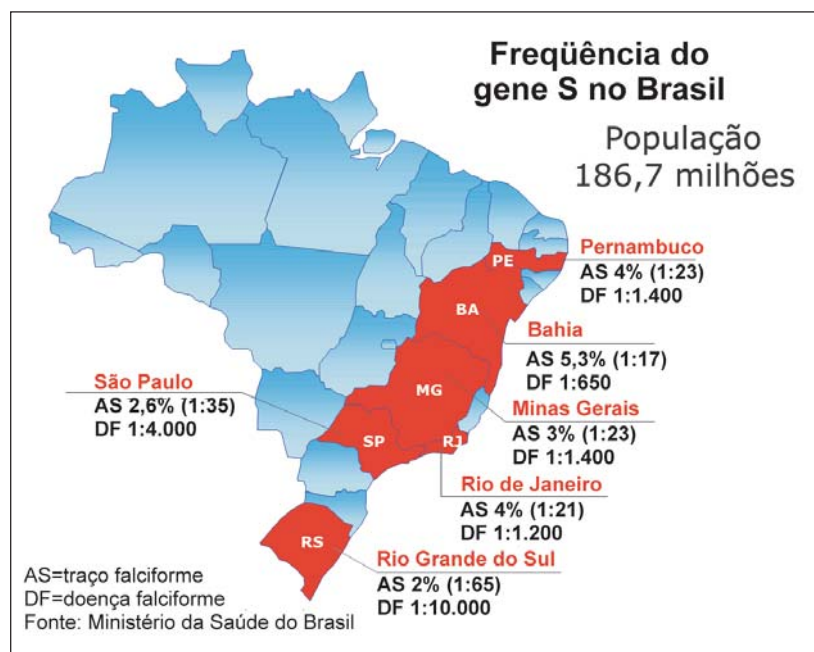 Freqüência do
gene S no Brasil
População
186,7 milhões
PE
Pernambuco
AS 4% (1:23)
DF 1:1.400
BA
Bahia
AS 5,3% (1:17)
DF 1:650
São Paulo
AS 2,6% (1:35)
DF 1:4.000
MG
Minas Gerais
AS 3% (1:23)
DF 1:1.400
SP
RJ
Rio de Janeiro
AS 4% (1:21)
DF 1:1.200
RS
Rio Grande do Sul
AS 2% (1:65)
DF 1:10.000
AS=traço falciforme
DF=doença falciforme
Fonte: Ministério da Saúde do Brasil